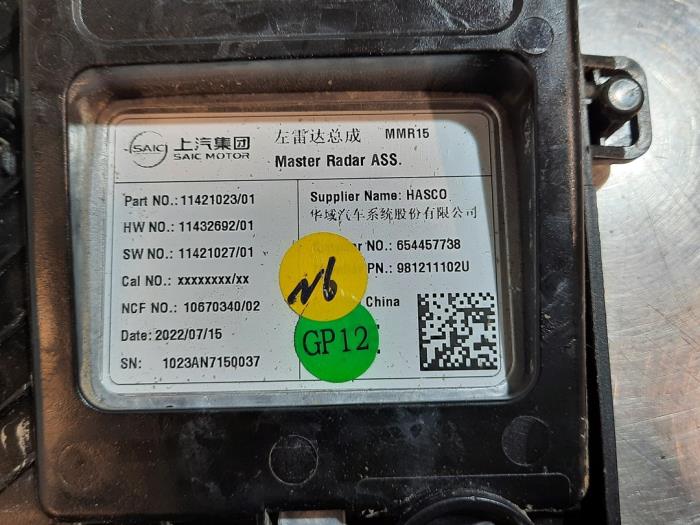 SAIC 上汽集团
SAIC MOTOR
左雷达总成 MMR15
Master Radar ASS.
Part NO.: 11421023/01
HW NO.: 11432692/01
SW NO.: 11421027/01
Cal No.: xxxxxxxx/xx
NCF NO.: 10670340/02
Date: 2022/07/15
SN: 1023AN7150037
Supplier Name: HASCO
华域汽车系统股份有限公司
NO.: 654457738
PN.: 981211102U
China
GP12